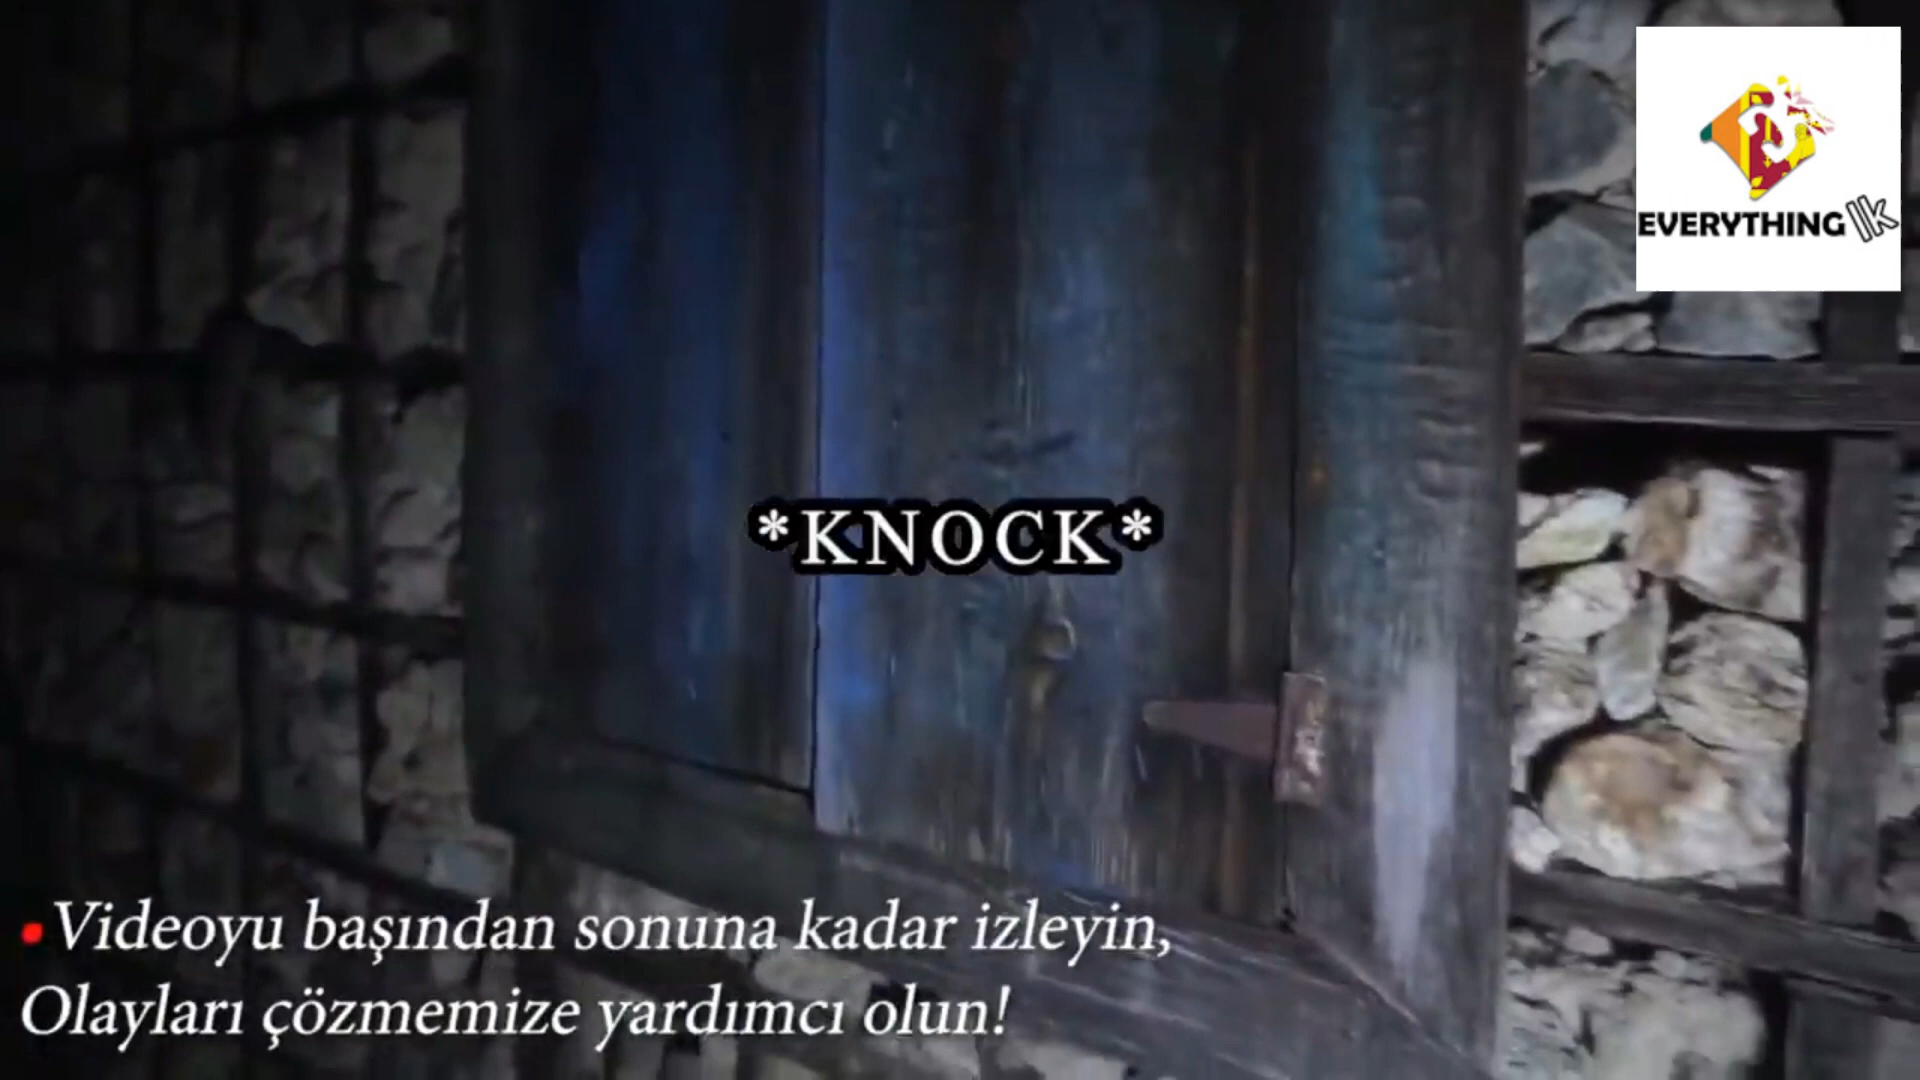 EVERYTHING lk
*KNOCK*
Videoyu başından sonuna kadar izleyin,
Olayları çözmemize yardımcı olun!